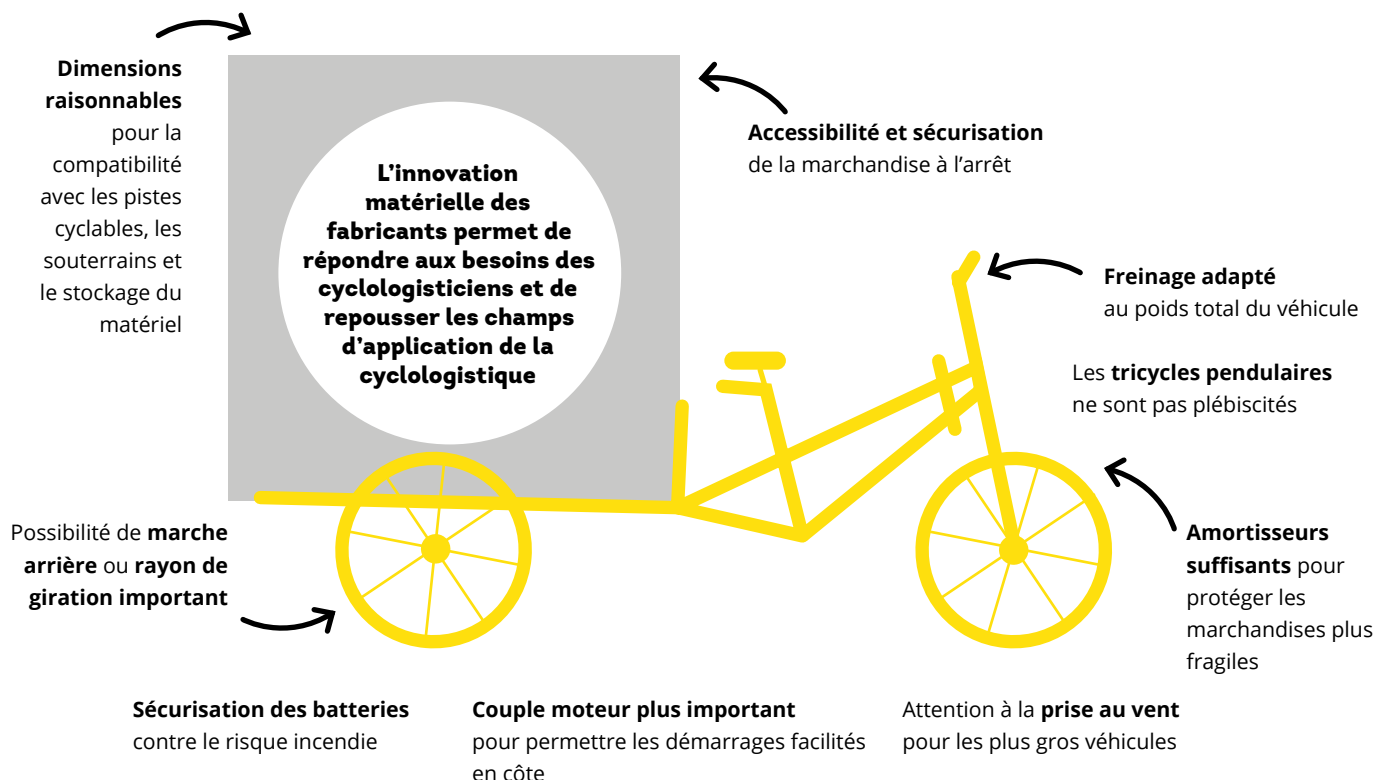 Dimensions
raisonnables
pour la
compatibilité
avec les pistes
cyclables, les
souterrains et
le stockage du
matériel
L’innovation
matérielle des
fabricants permet de
répondre aux besoins des
cyclologisticiens et de
repousser les champs
d’application de la
cyclologistique
Accessibilité et sécurisation
de la marchandise à l’arrêt
Freinage adapté
au poids total du véhicule
Les tricycles pendulaires
ne sont pas plébiscités
Possibilité de marche
arrière ou rayon de
giration important
Amortisseurs
suffisants pour
protéger les
marchandises plus
fragiles
Sécurisation des batteries
contre le risque incendie
Couple moteur plus important
pour permettre les démarrages facilités
en côte
Attention à la prise au vent
pour les plus gros véhicules